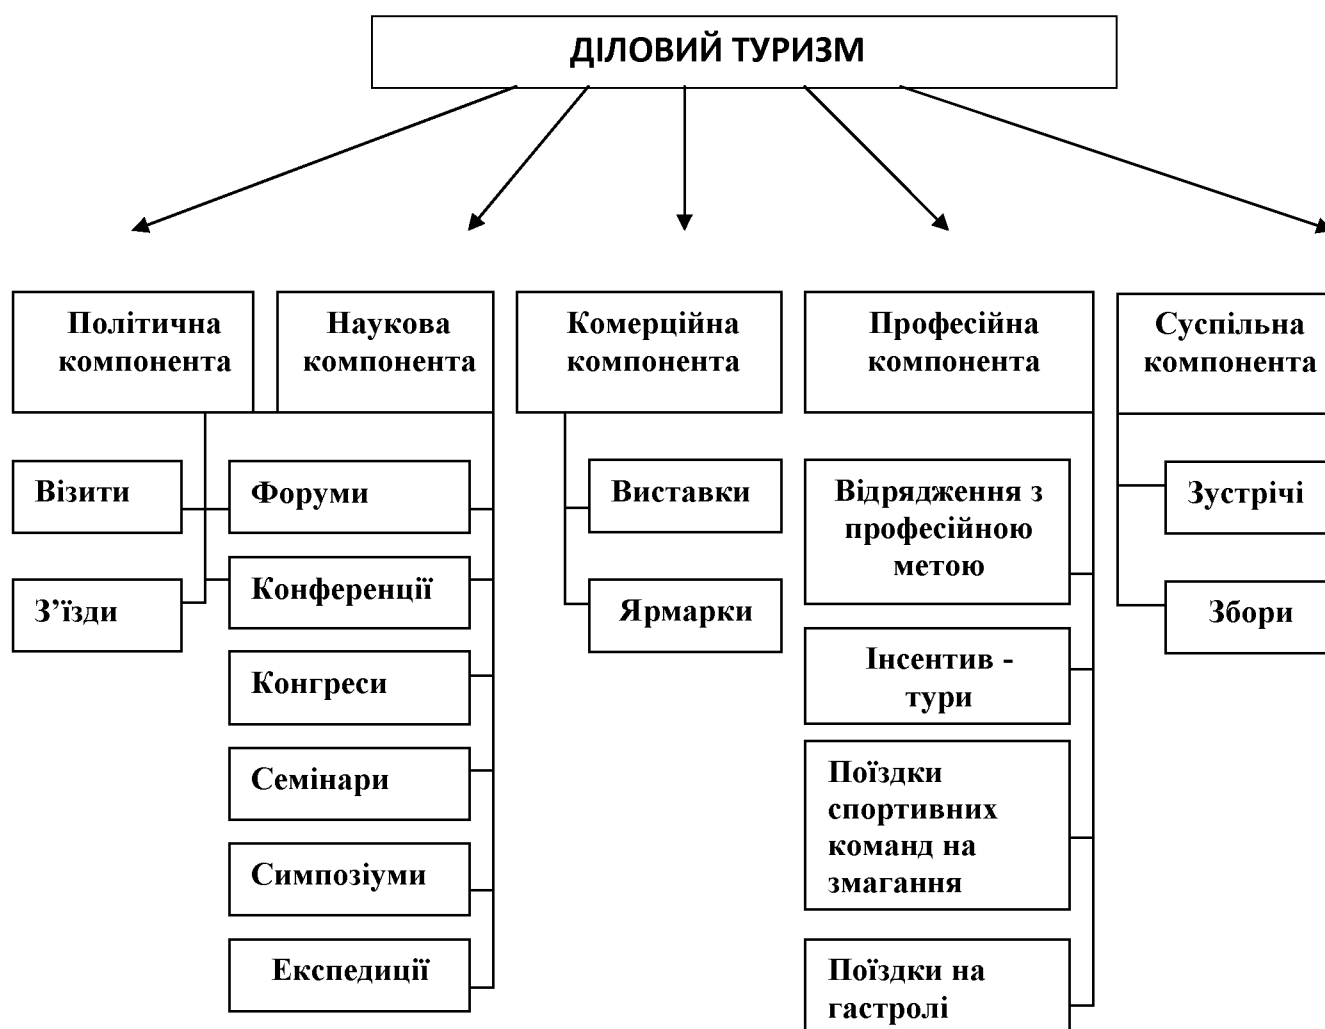 ДІЛОВИЙ ТУРИЗМ
Політична
компонента
Наукова
компонента
Комерційна
компонента
Професійна
компонента
Суспільна
компонента
Візити
З’їзди
Форуми
Конференції
Конгреси
Семінари
Симпозіуми
Експедиції
Виставки
Ярмарки
Відрядження з
професійною
метою
Інсентив -
тури
Поїздки
спортивних
команд на
змагання
Поїздки на
гастролі
Зустрічі
Збори